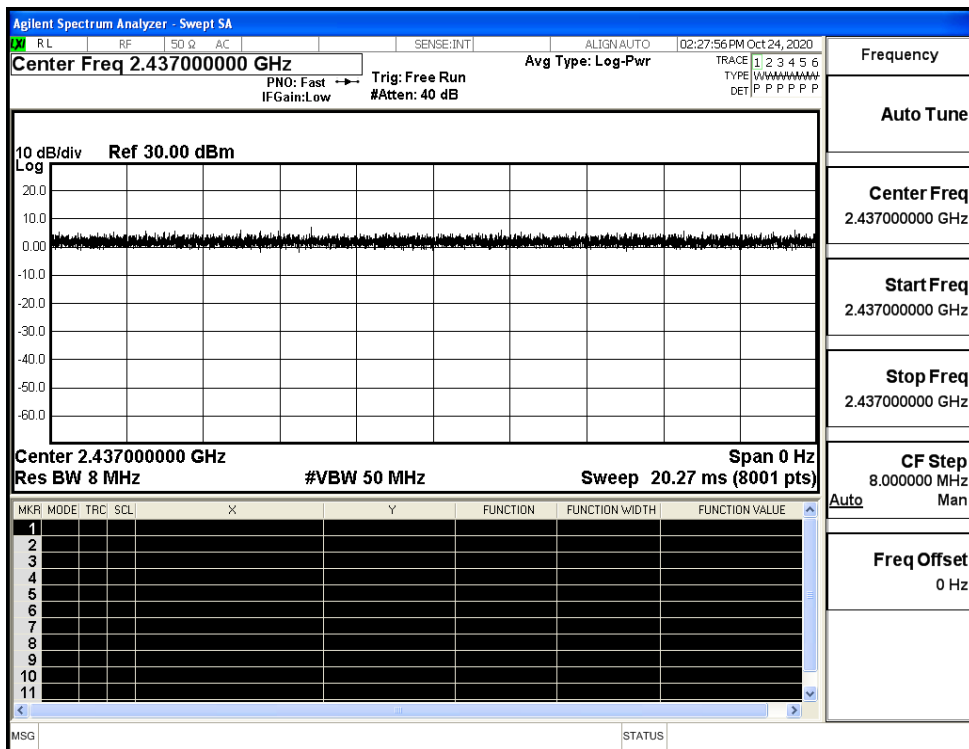 Agilent Spectrum Analyzer - Swept SA
LXI RL RF 50 Ω AC SENSE:INT ALIGN AUTO 02:27:56 PM Oct 24, 2020
Center Freq 2.437000000 GHz
PNO: Fast
IFGain:Low
Trig: Free Run
#Atten: 40 dB
Avg Type: Log-Pwr
TRACE 1 2 3 4 5 6
TYPE WWWWWWW
DET P P P P P P
10 dB/div Ref 30.00 dBm
Log
20.0
10.0
0.00
-10.0
-20.0
-30.0
-40.0
-50.0
-60.0
Center 2.437000000 GHz Span 0 Hz
Res BW 8 MHz #VBW 50 MHz Sweep 20.27 ms (8001 pts)
MKR MODE TRC SCL X Y FUNCTION FUNCTION WIDTH FUNCTION VALUE
1
2
3
4
5
6
7
8
9
10
11
MSG STATUS
Frequency
Auto Tune
Center Freq
2.437000000 GHz
Start Freq
2.437000000 GHz
Stop Freq
2.437000000 GHz
CF Step
8.000000 MHz
Auto Man
Freq Offset
0 Hz